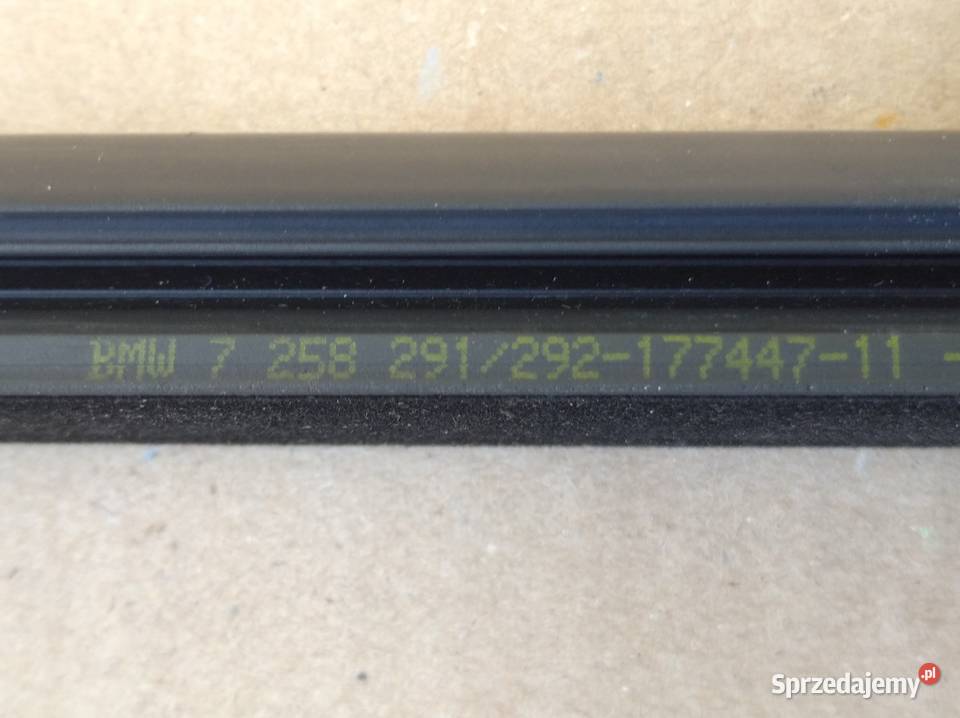 BMW 7 258 291/292-177447-11 -
Sprzedajemy.pl